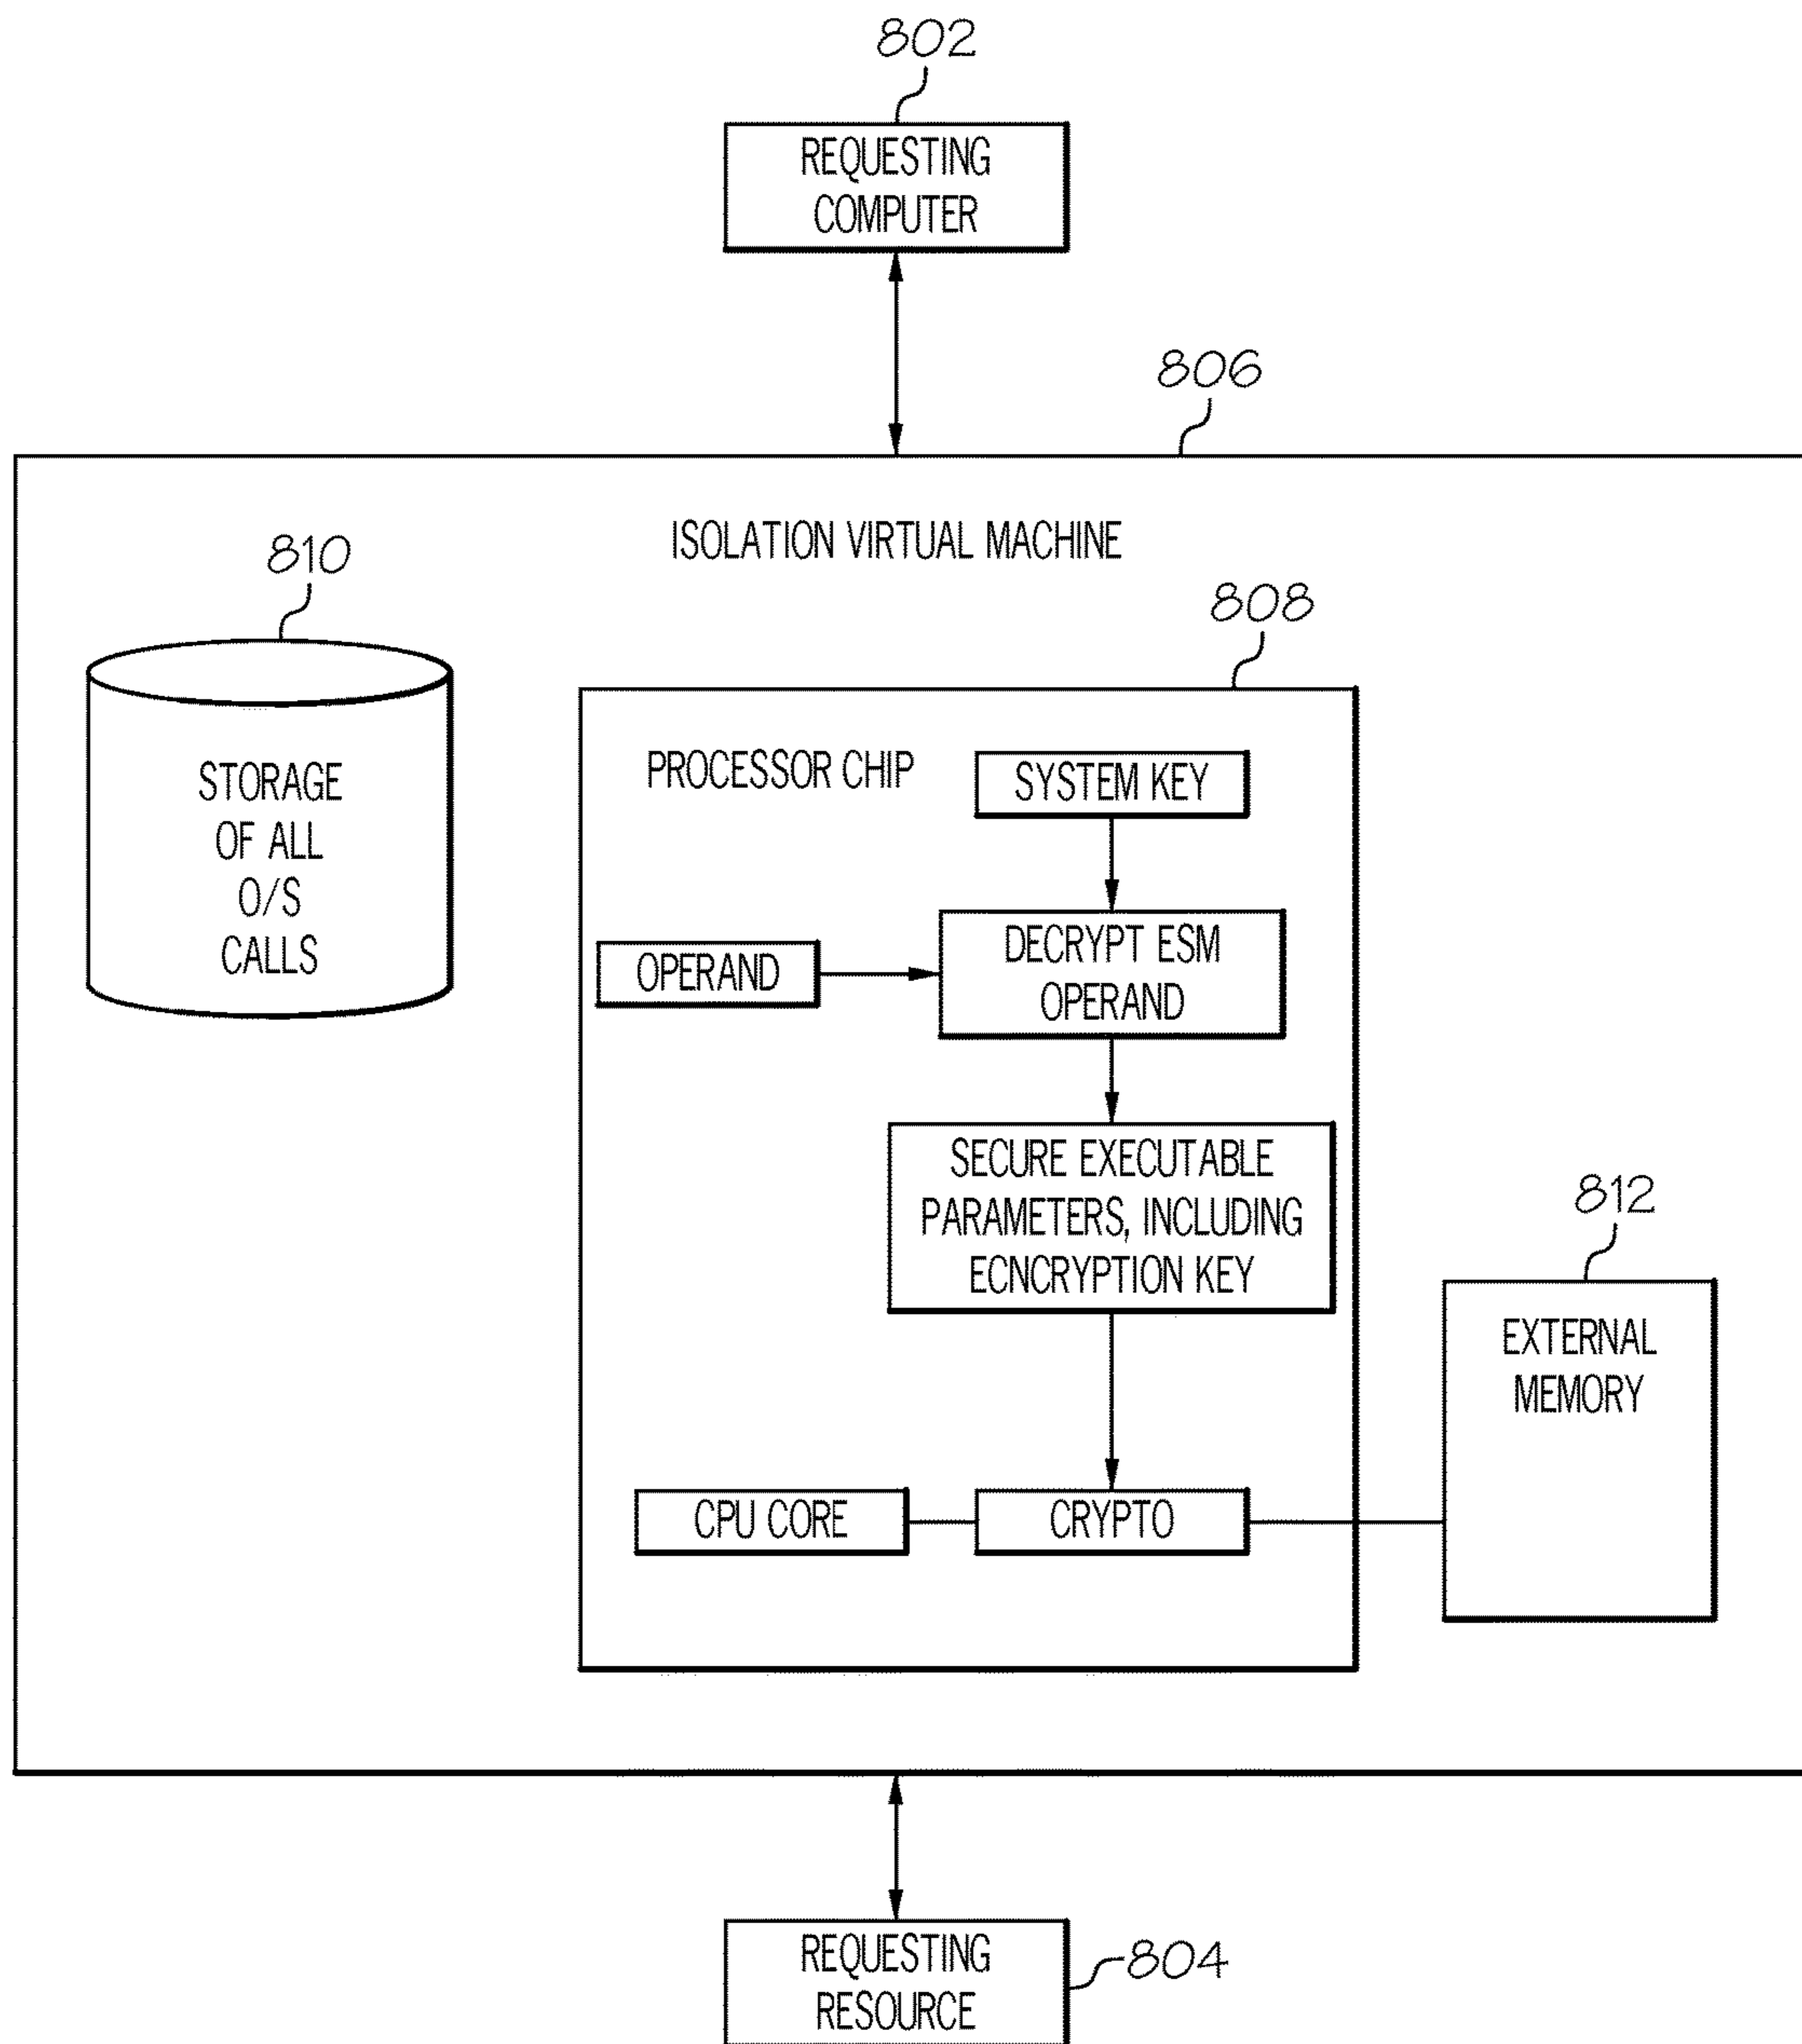 802
REQUESTING
COMPUTER
806
ISOLATION VIRTUAL MACHINE
810
808
STORAGE
OF ALL
O/S
CALLS
PROCESSOR CHIP
SYSTEM KEY
OPERAND
DECRYPT ESM
OPERAND
SECURE EXECUTABLE
PARAMETERS, INCLUDING
ECNCRYPTION KEY
812
EXTERNAL
MEMORY
CPU CORE
CRYPTO
REQUESTING
RESOURCE
804